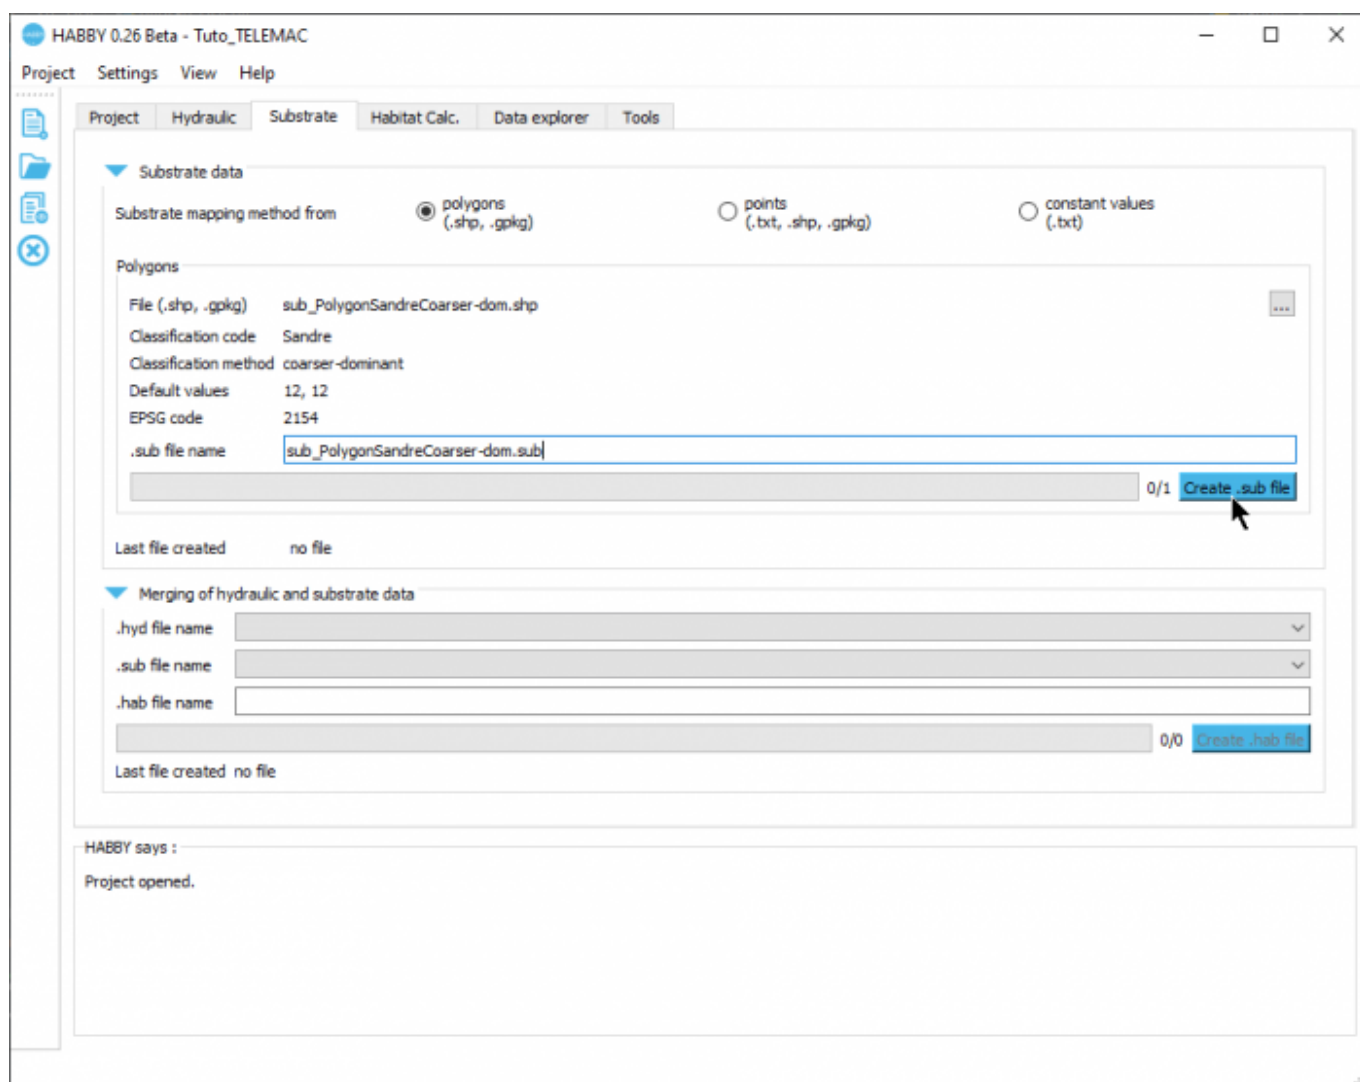 HABBY 0.26 Beta - Tuto_TELEMAC
Project Settings View Help
Project Hydraulic Substrate Habitat Calc. Data explorer Tools
Substrate data
Substrate mapping method from
polygons
(.shp, .gpkg)
points
(.txt, .shp, .gpkg)
constant values
(.txt)
Polygons
File (.shp, .gpkg) sub_PolygonSandreCoarser-dom.shp ...
Classification code Sandre
Classification method coarser-dominant
Default values 12, 12
EPSG code 2154
.sub file name sub_PolygonSandreCoarser-dom.sub
0/1 Create .sub file
Last file created no file
Merging of hydraulic and substrate data
.hyd file name
.sub file name
.hab file name
0/0 Create .hab file
Last file created no file
HABBY says :
Project opened.